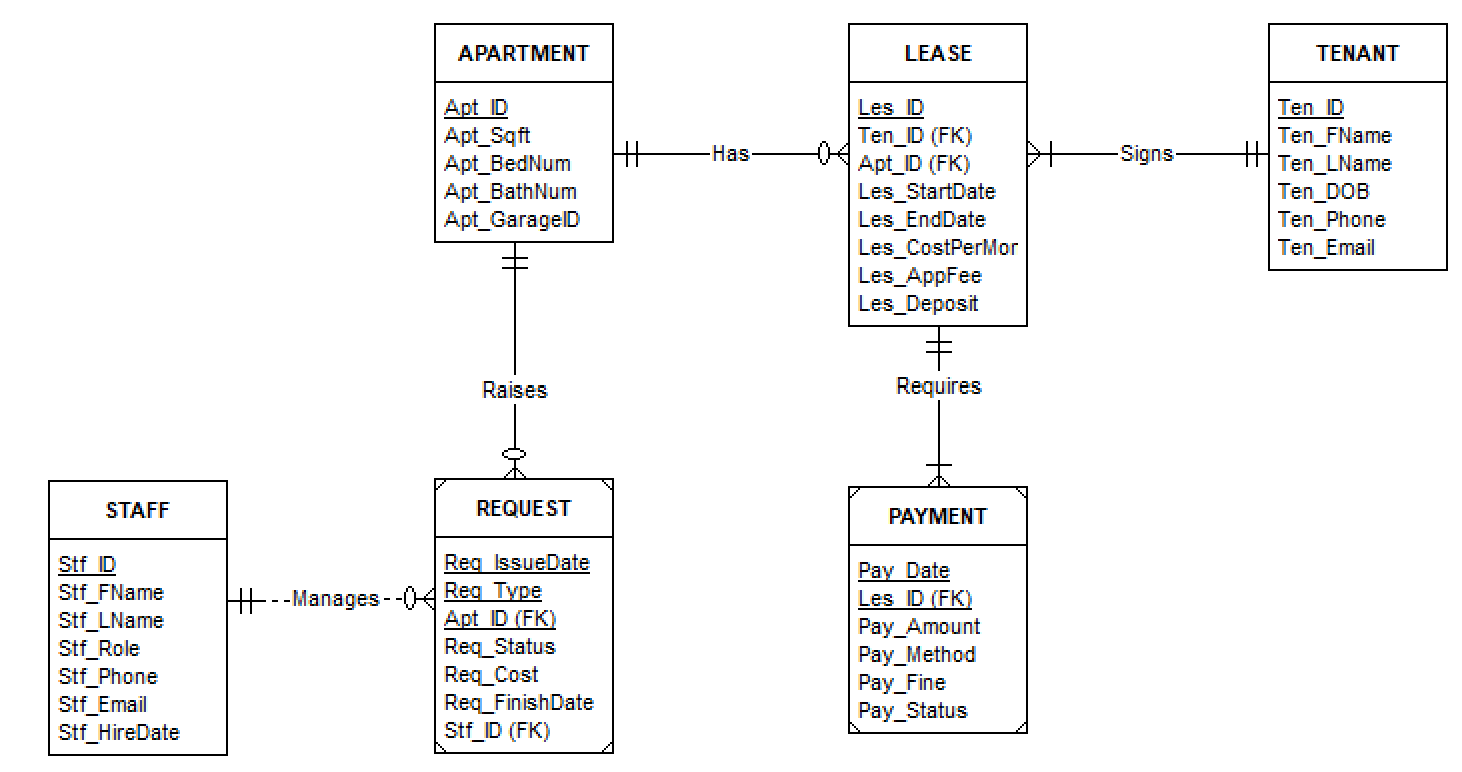 APARTMENT
Apt_ID
Apt_Sqft
Apt_BedNum
Apt_BathNum
Apt_GarageID
Has
LEASE
Les_ID
Ten_ID (FK)
Apt_ID (FK)
Les_StartDate
Les_EndDate
Les_CostPerMor
Les_AppFee
Les_Deposit
Signs
TENANT
Ten_ID
Ten_FName
Ten_LName
Ten_DOB
Ten_Phone
Ten_Email
Raises
Requires
STAFF
Stf_ID
Stf_FName
Stf_LName
Stf_Role
Stf_Phone
Stf_Email
Stf_HireDate
Manages
REQUEST
Req_IssueDate
Req_Type
Apt_ID (FK)
Req_Status
Req_Cost
Req_FinishDate
Stf_ID (FK)
PAYMENT
Pay_Date
Les_ID (FK)
Pay_Amount
Pay_Method
Pay_Fine
Pay_Status